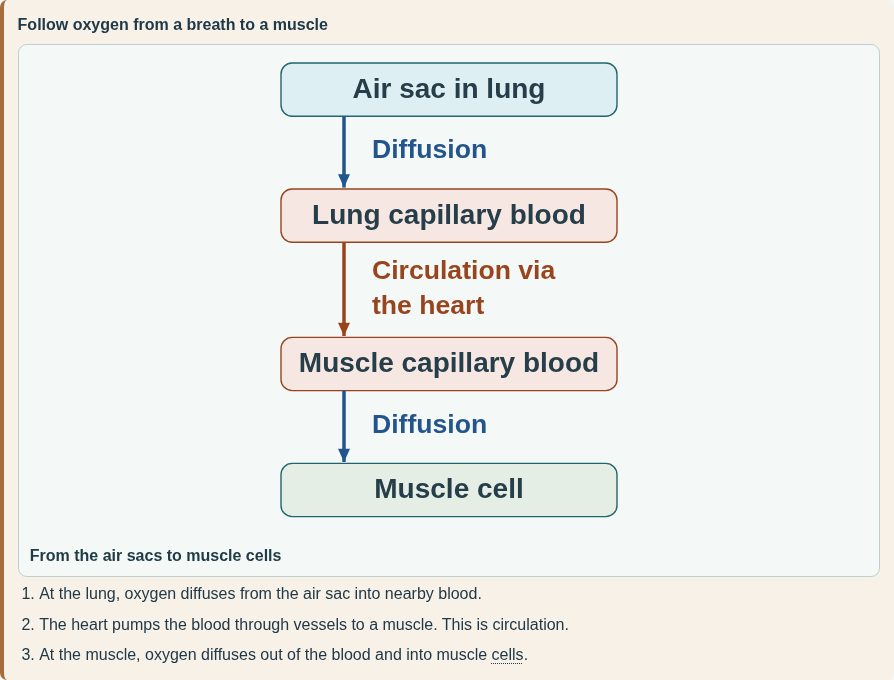 Follow oxygen from a breath to a muscle
Air sac in lung
Diffusion
Lung capillary blood
Circulation via
the heart
Muscle capillary blood
Diffusion
Muscle cell
From the air sacs to muscle cells
1. At the lung, oxygen diffuses from the air sac into nearby blood.
2. The heart pumps the blood through vessels to a muscle. This is circulation.
3. At the muscle, oxygen diffuses out of the blood and into muscle cells.